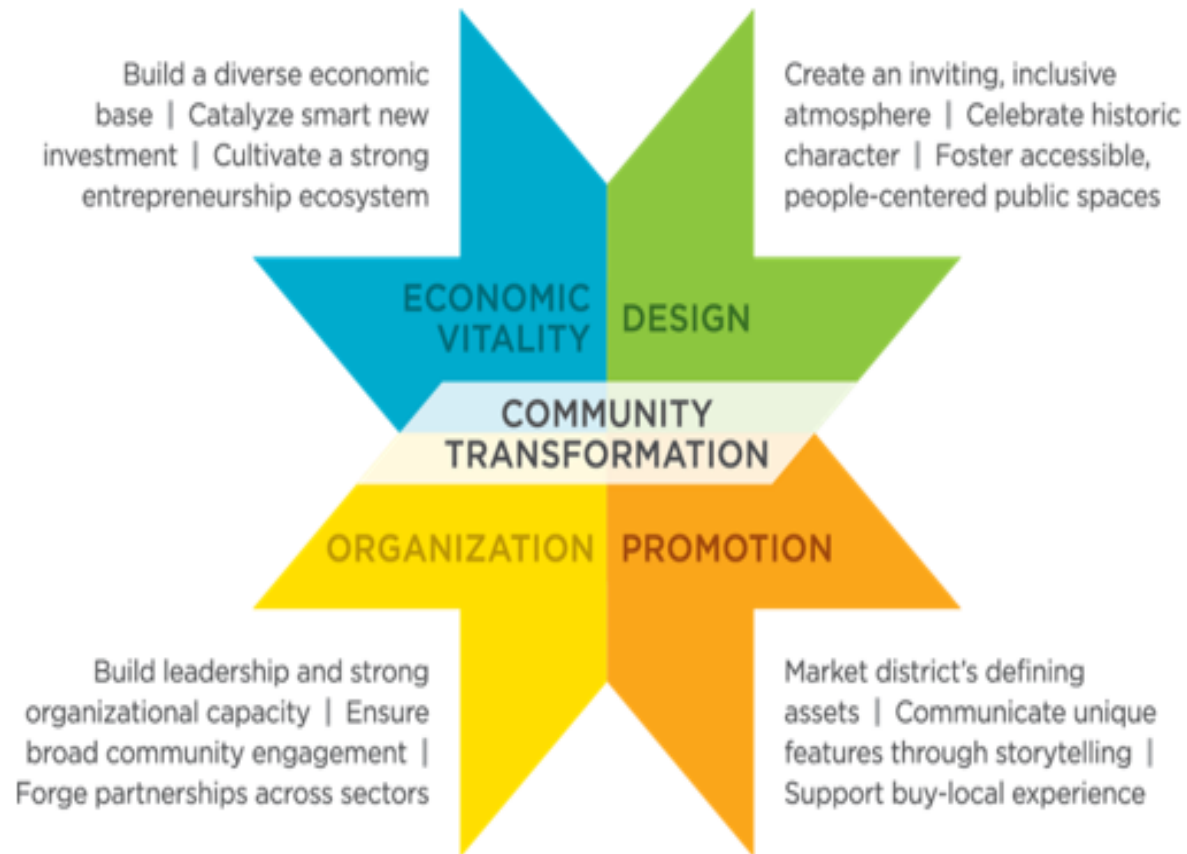 Build a diverse economic
base | Catalyze smart new
investment | Cultivate a strong
entrepreneurship ecosystem
Create an inviting, inclusive
atmosphere | Celebrate historic
character | Foster accessible,
people-centered public spaces
ECONOMIC
VITALITY
DESIGN
COMMUNITY
TRANSFORMATION
ORGANIZATION
PROMOTION
Build leadership and strong
organizational capacity | Ensure
broad community engagement |
Forge partnerships across sectors
Market district's defining
assets | Communicate unique
features through storytelling |
Support buy-local experience